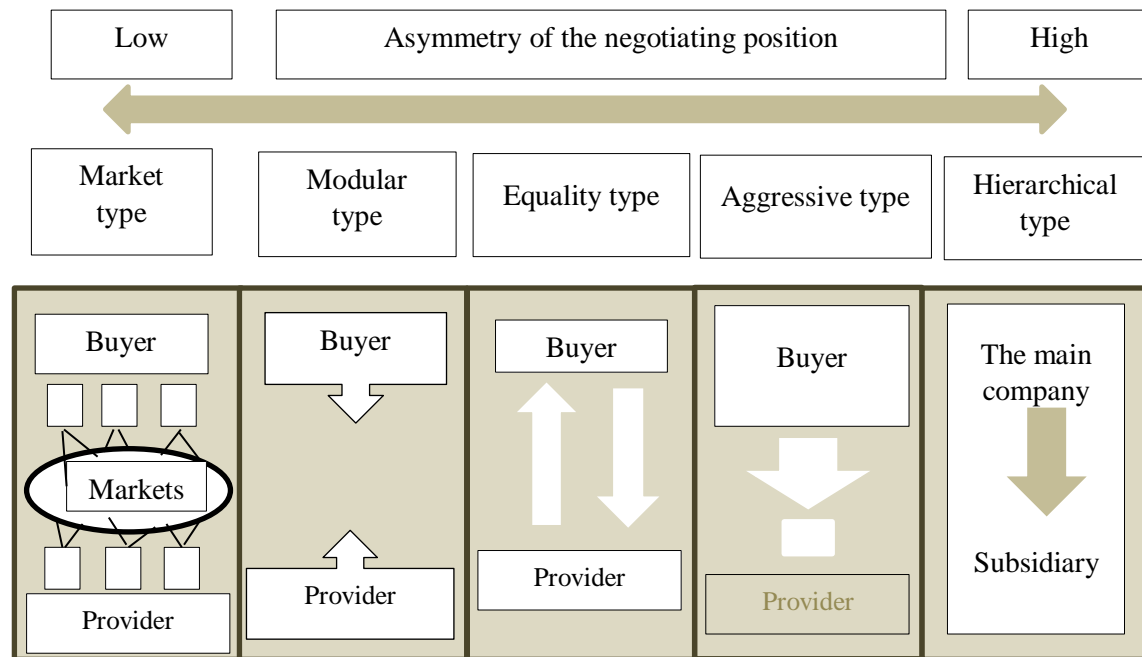 Low
Asymmetry of the negotiating position
High
Market
type
Modular
type
Equality type
Aggressive type
Hierarchical
type
Buyer
Markets
Provider
Buyer
Provider
Buyer
Provider
Buyer
Provider
The main
company
Subsidiary